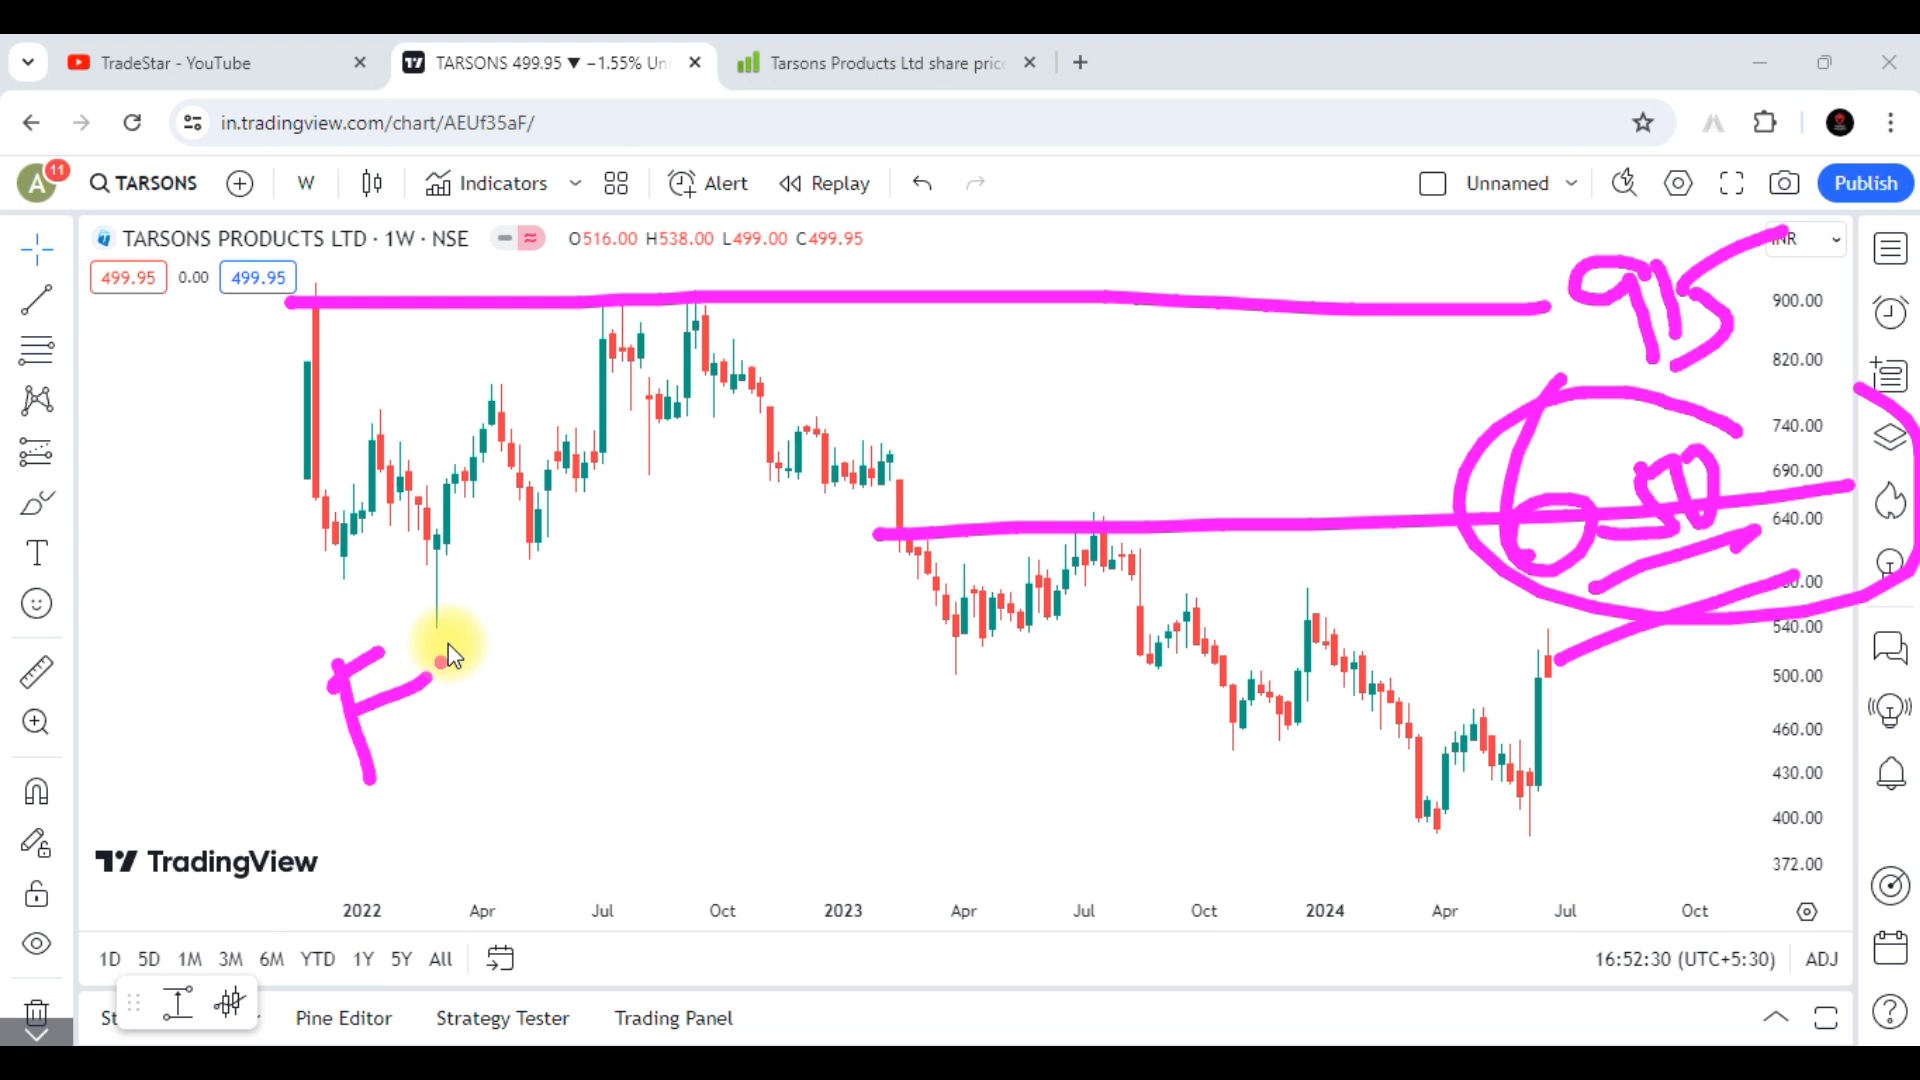 TradeStar - YouTube
TARSONS 499.95 ▼ −1.55% Un
Tarsons Products Ltd share price
in.tradingview.com/chart/AEUf35aF/
A 11
TARSONS
W
Indicators
Alert
Replay
Unnamed
Publish
TARSONS PRODUCTS LTD · 1W · NSE
O516.00 H538.00 L499.00 C499.95
499.95 0.00 499.95
INR
915
900.00
820.00
740.00
690.00
650
640.00
540.00
500.00
460.00
430.00
400.00
372.00
F
TradingView
2022 Apr Jul Oct 2023 Apr Jul Oct 2024 Apr Jul Oct
1D 5D 1M 3M 6M YTD 1Y 5Y All
16:52:30 (UTC+5:30) ADJ
St
Pine Editor
Strategy Tester
Trading Panel